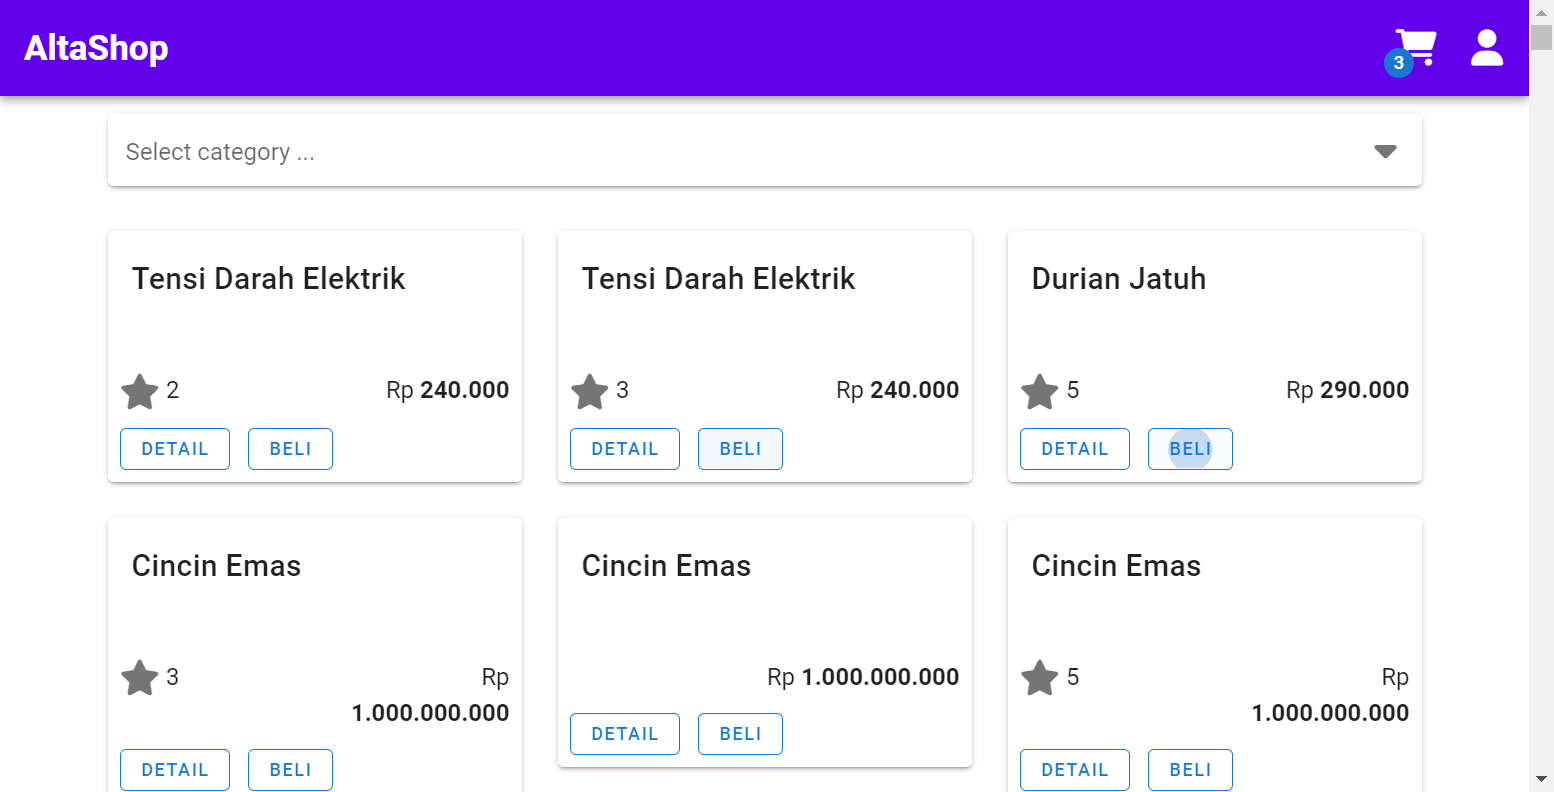 AltaShop
3
Select category ...
Tensi Darah Elektrik
2
Rp 240.000
DETAIL
BELI
Tensi Darah Elektrik
3
Rp 240.000
DETAIL
BELI
Durian Jatuh
5
Rp 290.000
DETAIL
BELI
Cincin Emas
3
Rp
1.000.000.000
DETAIL
BELI
Cincin Emas
Rp 1.000.000.000
DETAIL
BELI
Cincin Emas
5
Rp
1.000.000.000
DETAIL
BELI